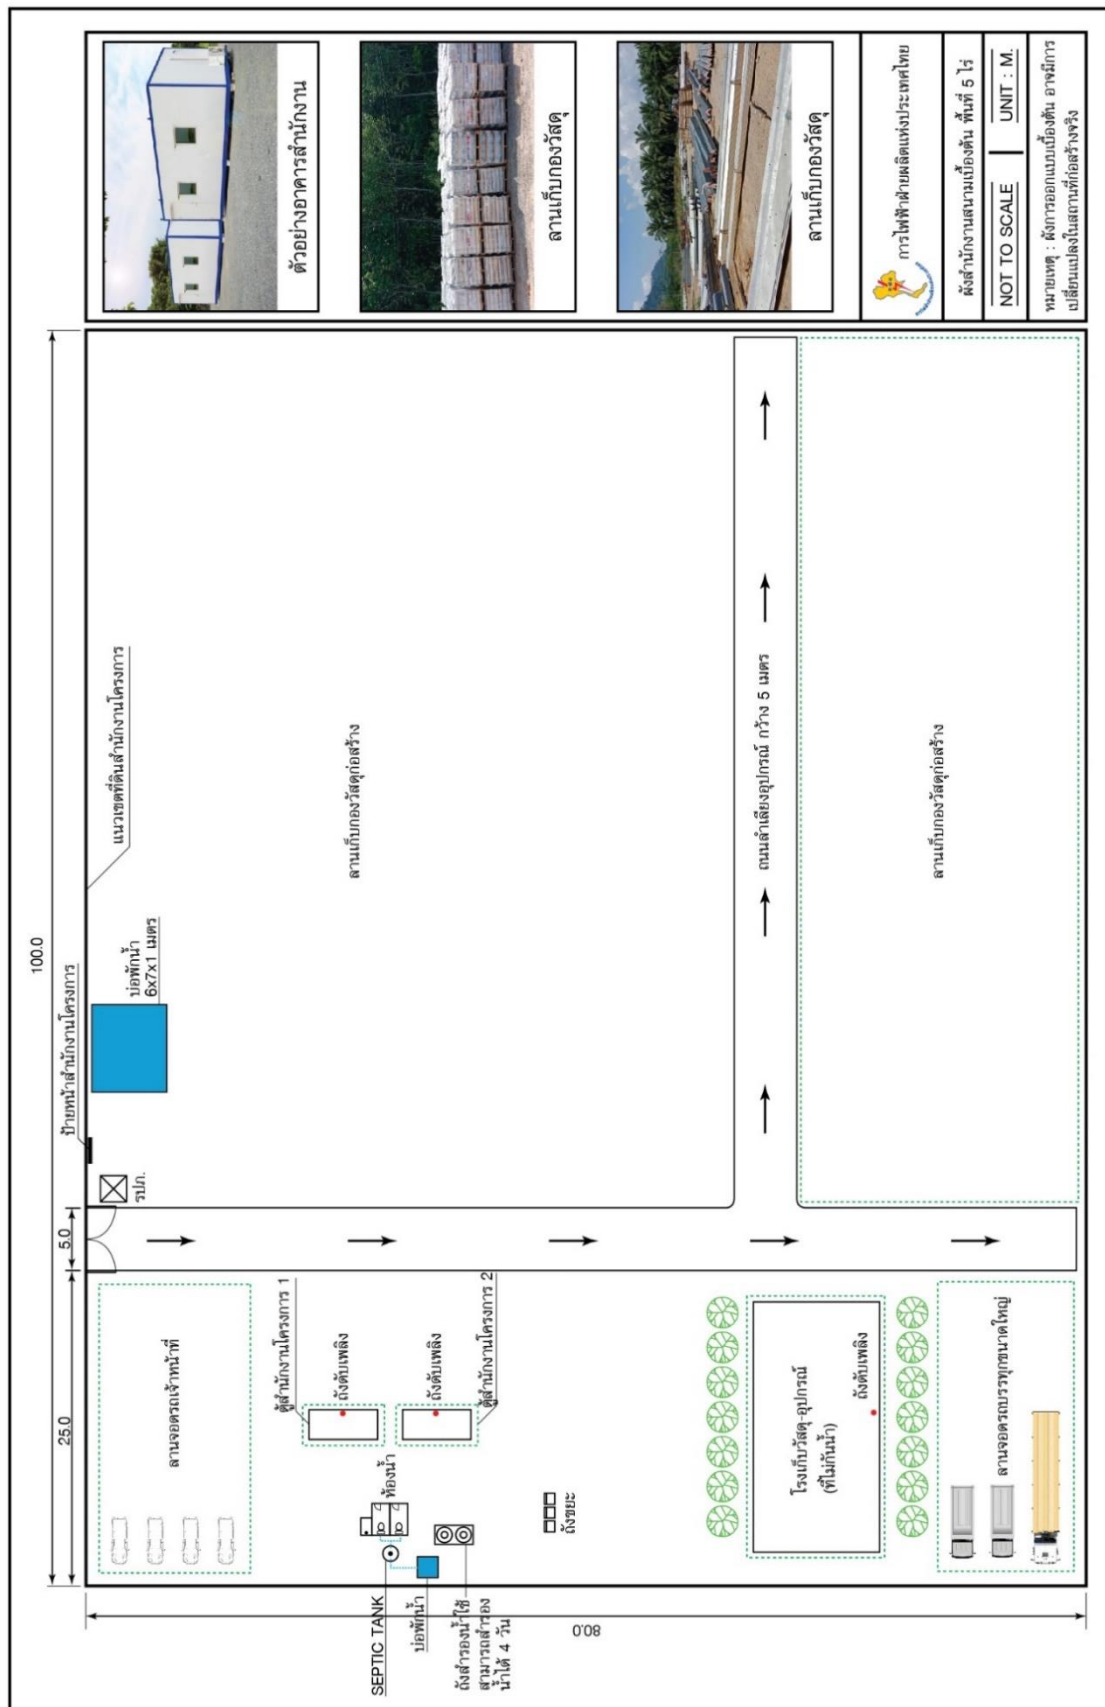 100.0
25.0
5.0
80.0
ป้ายหน้าสำนักงานโครงการ
รปภ.
บ่อพักน้ำ
6x7x1 เมตร
แนวเขตที่ดินสำนักงานโครงการ
ลานจอดรถเจ้าหน้าที่
ตู้สำนักงานโครงการ 1
ถังดับเพลิง
ถังดับเพลิง
ตู้สำนักงานโครงการ 2
ห้องน้ำ
SEPTIC TANK
บ่อพักน้ำ
ถังสำรองน้ำใช้
สามารถสำรอง
น้ำได้ 4 วัน
ถังขยะ
ลานเก็บกองวัสดุก่อสร้าง
ถนนลำเลียงอุปกรณ์ กว้าง 5 เมตร
โรงเก็บวัสดุ-อุปกรณ์
(ที่ไม่กันน้ำ)
ถังดับเพลิง
ลานจอดรถบรรทุกขนาดใหญ่
ลานเก็บกองวัสดุก่อสร้าง
ตัวอย่างอาคารสำนักงาน
ลานเก็บกองวัสดุ
ลานเก็บกองวัสดุ
การไฟฟ้าฝ่ายผลิตแห่งประเทศไทย
ผังสำนักงานสนามเบื้องต้น พื้นที่ 5 ไร่
NOT TO SCALE
UNIT : M.
หมายเหตุ : ผังการออกแบบเบื้องต้น อาจมีการ
เปลี่ยนแปลงในสถานที่ก่อสร้างจริง